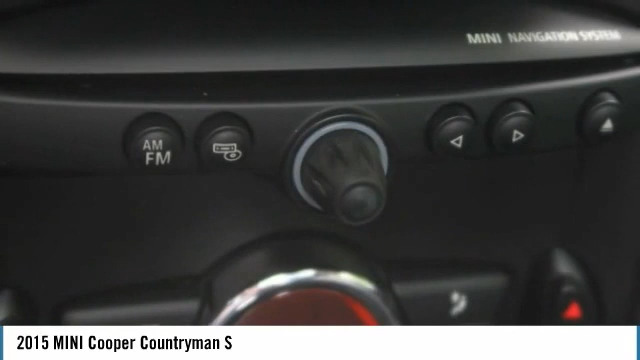 MINI NAVIGATION SYSTEM
AM
FM
2015 MINI Cooper Countryman S